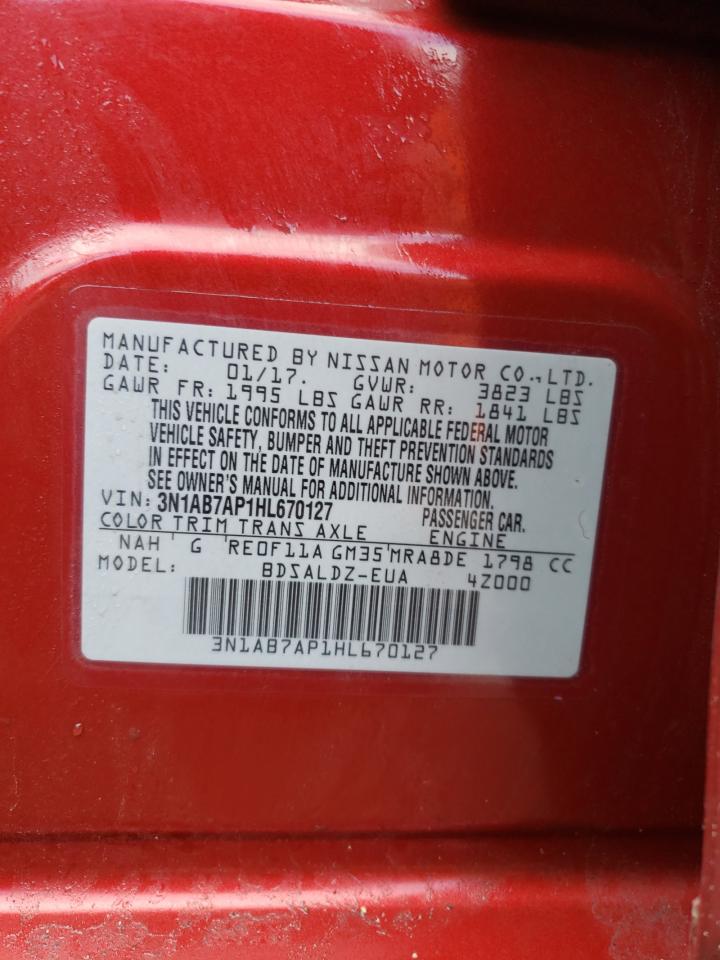 MANUFACTURED BY NISSAN MOTOR CO.,LTD.
DATE: 01/17. GVWR: 3823 LBS
GAWR FR: 1995 LBS GAWR RR: 1841 LBS
THIS VEHICLE CONFORMS TO ALL APPLICABLE FEDERAL MOTOR
VEHICLE SAFETY, BUMPER AND THEFT PREVENTION STANDARDS
IN EFFECT ON THE DATE OF MANUFACTURE SHOWN ABOVE.
SEE OWNER'S MANUAL FOR ADDITIONAL INFORMATION.
VIN: 3N1AB7AP1HL670127 PASSENGER CAR.
COLOR TRIM TRANS AXLE ENGINE
NAH G RE0F11A GM35 MRA8DE 1798 CC
MODEL: BDSALDZ-EUA 4Z000
3N1AB7AP1HL670127